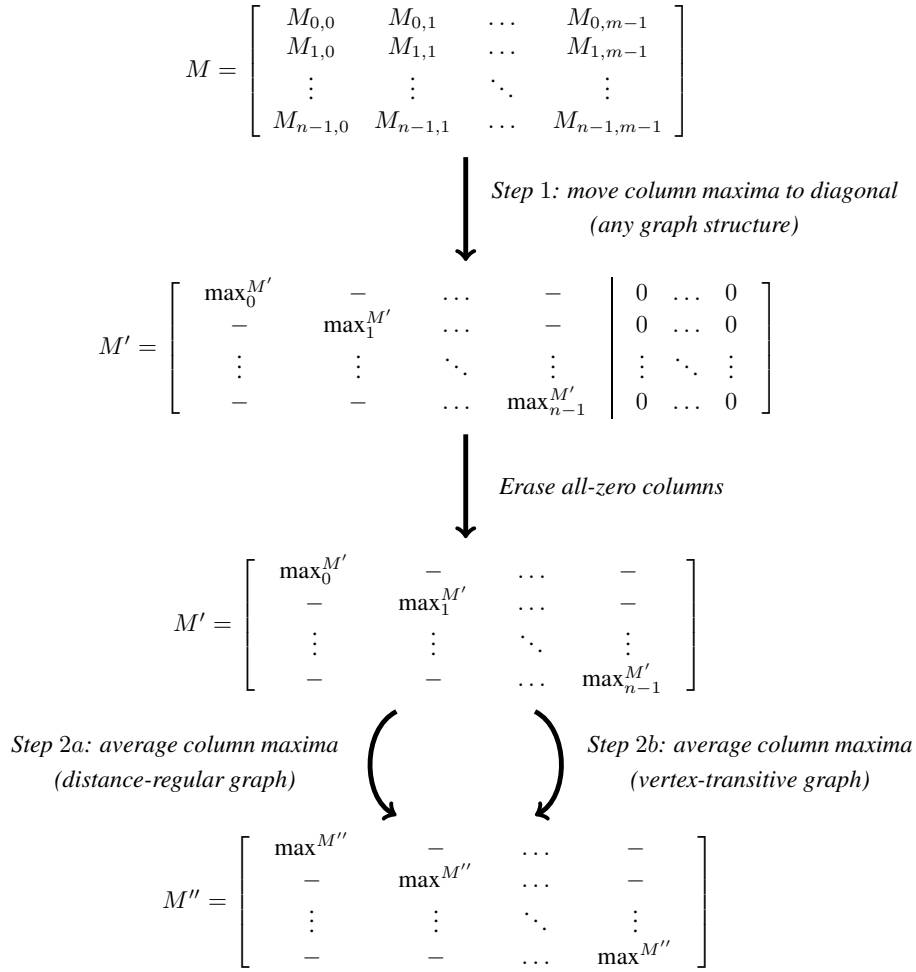 M = [ M_{0,0} M_{0,1} … M_{0,m−1}
M_{1,0} M_{1,1} … M_{1,m−1}
⋮ ⋮ ⋱ ⋮
M_{n−1,0} M_{n−1,1} … M_{n−1,m−1} ]
Step 1: move column maxima to diagonal
(any graph structure)
M′ = [ max_0^{M′} − … − | 0 … 0
− max_1^{M′} … − | 0 … 0
⋮ ⋮ ⋱ ⋮ | ⋮ ⋱ ⋮
− − … max_{n−1}^{M′} | 0 … 0 ]
Erase all-zero columns
M′ = [ max_0^{M′} − … −
− max_1^{M′} … −
⋮ ⋮ ⋱ ⋮
− − … max_{n−1}^{M′} ]
Step 2a: average column maxima
(distance-regular graph)
Step 2b: average column maxima
(vertex-transitive graph)
M′′ = [ max^{M′′} − … −
− max^{M′′} … −
⋮ ⋮ ⋱ ⋮
− − … max^{M′′} ]